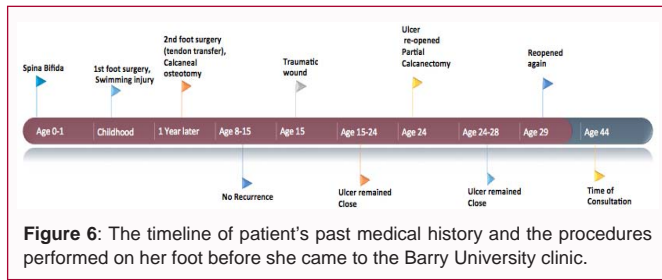 Ulcer
re-opened
Partial
Calcanectomy
2nd foot surgery
(tendon transfer),
Calcaneal
osteotomy
Spina Bifida
1st foot surgery,
Swimming injury
Traumatic
wound
Reopened
again
Age 0-1
Childhood
1 Year later
Age 8-15
Age 15
Age 15-24
Age 24
Age 24-28
Age 29
Age 44
No Recurrence
Ulcer remained
Close
Ulcer remained
Close
Time of
Consultation
Figure 6: The timeline of patient's past medical history and the procedures
performed on her foot before she came to the Barry University clinic.